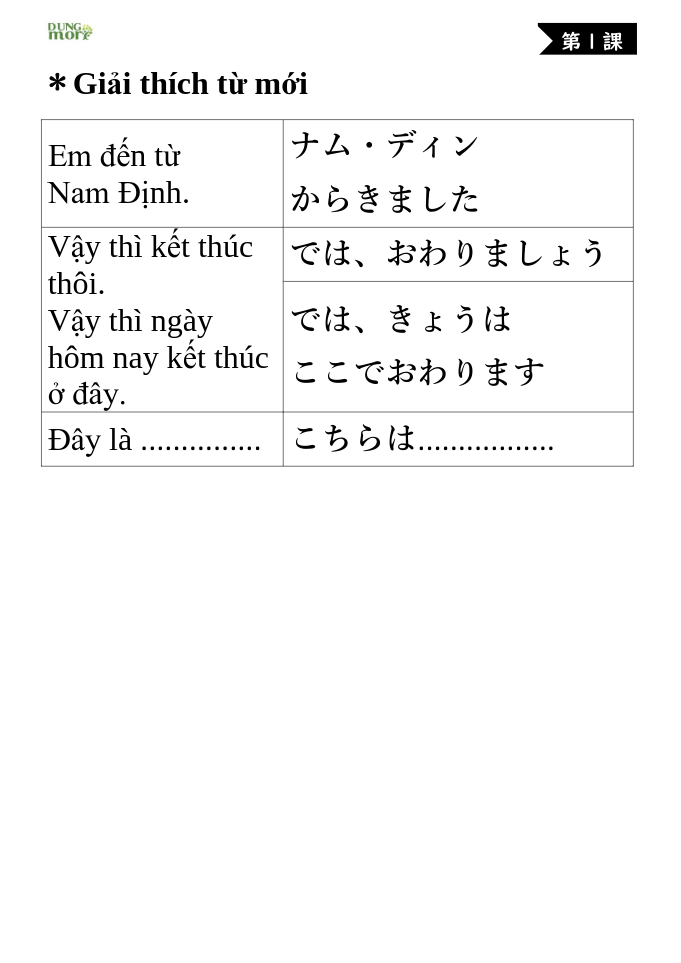 DUNG
mori
第1課
＊Giải thích từ mới
Em đến từ
Nam Định.
ナム・ディン
からきました
Vậy thì kết thúc
thôi.
Vậy thì ngày
hôm nay kết thúc
ở đây.
では、おわりましょう
では、きょうは
ここでおわります
Đây là ...............
こちらは.................